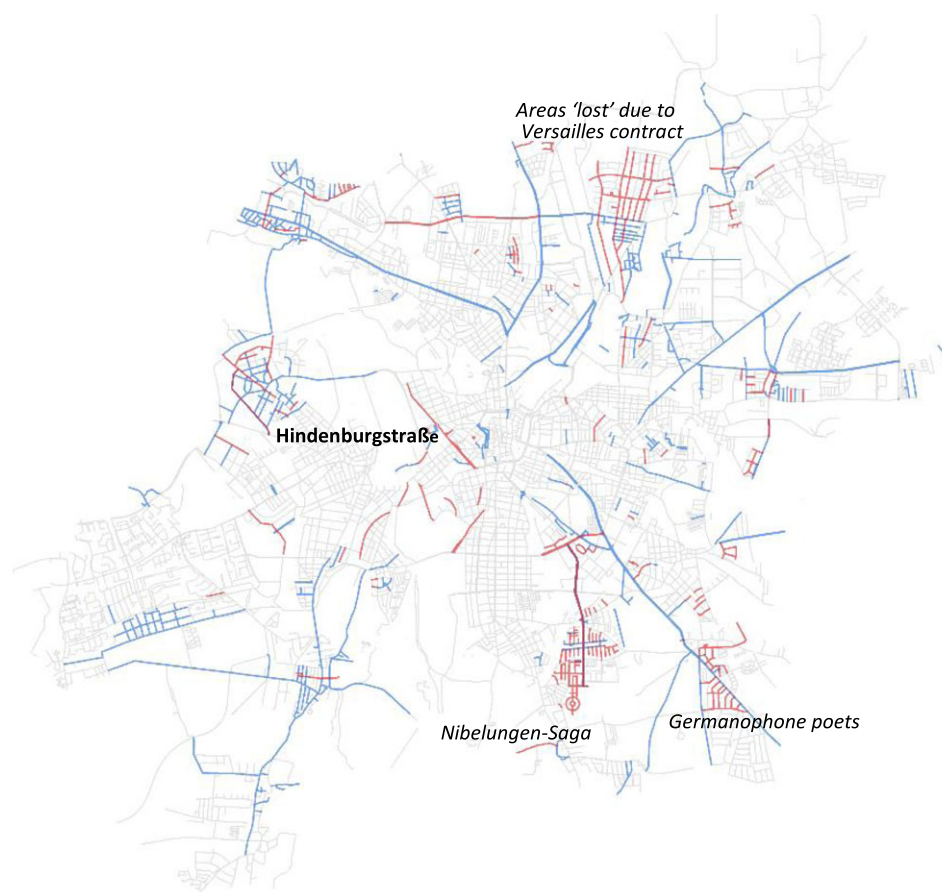 Areas ‘lost’ due to
Versailles contract
Hindenburgstraße
Nibelungen-Saga
Germanophone poets